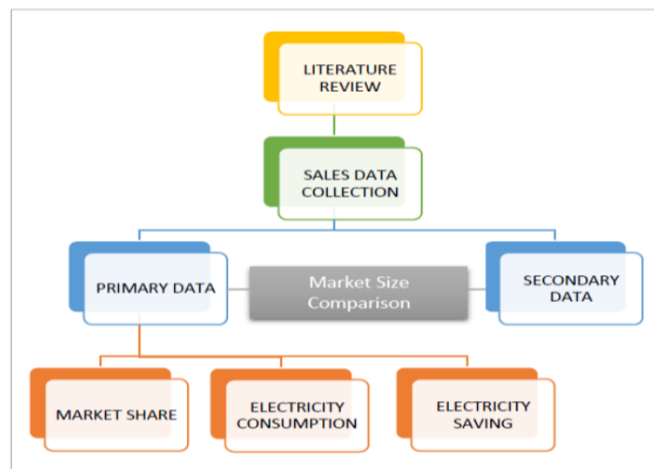 LITERATURE
REVIEW
SALES DATA
COLLECTION
PRIMARY DATA
Market Size
Comparison
SECONDARY
DATA
MARKET SHARE
ELECTRICITY
CONSUMPTION
ELECTRICITY
SAVING